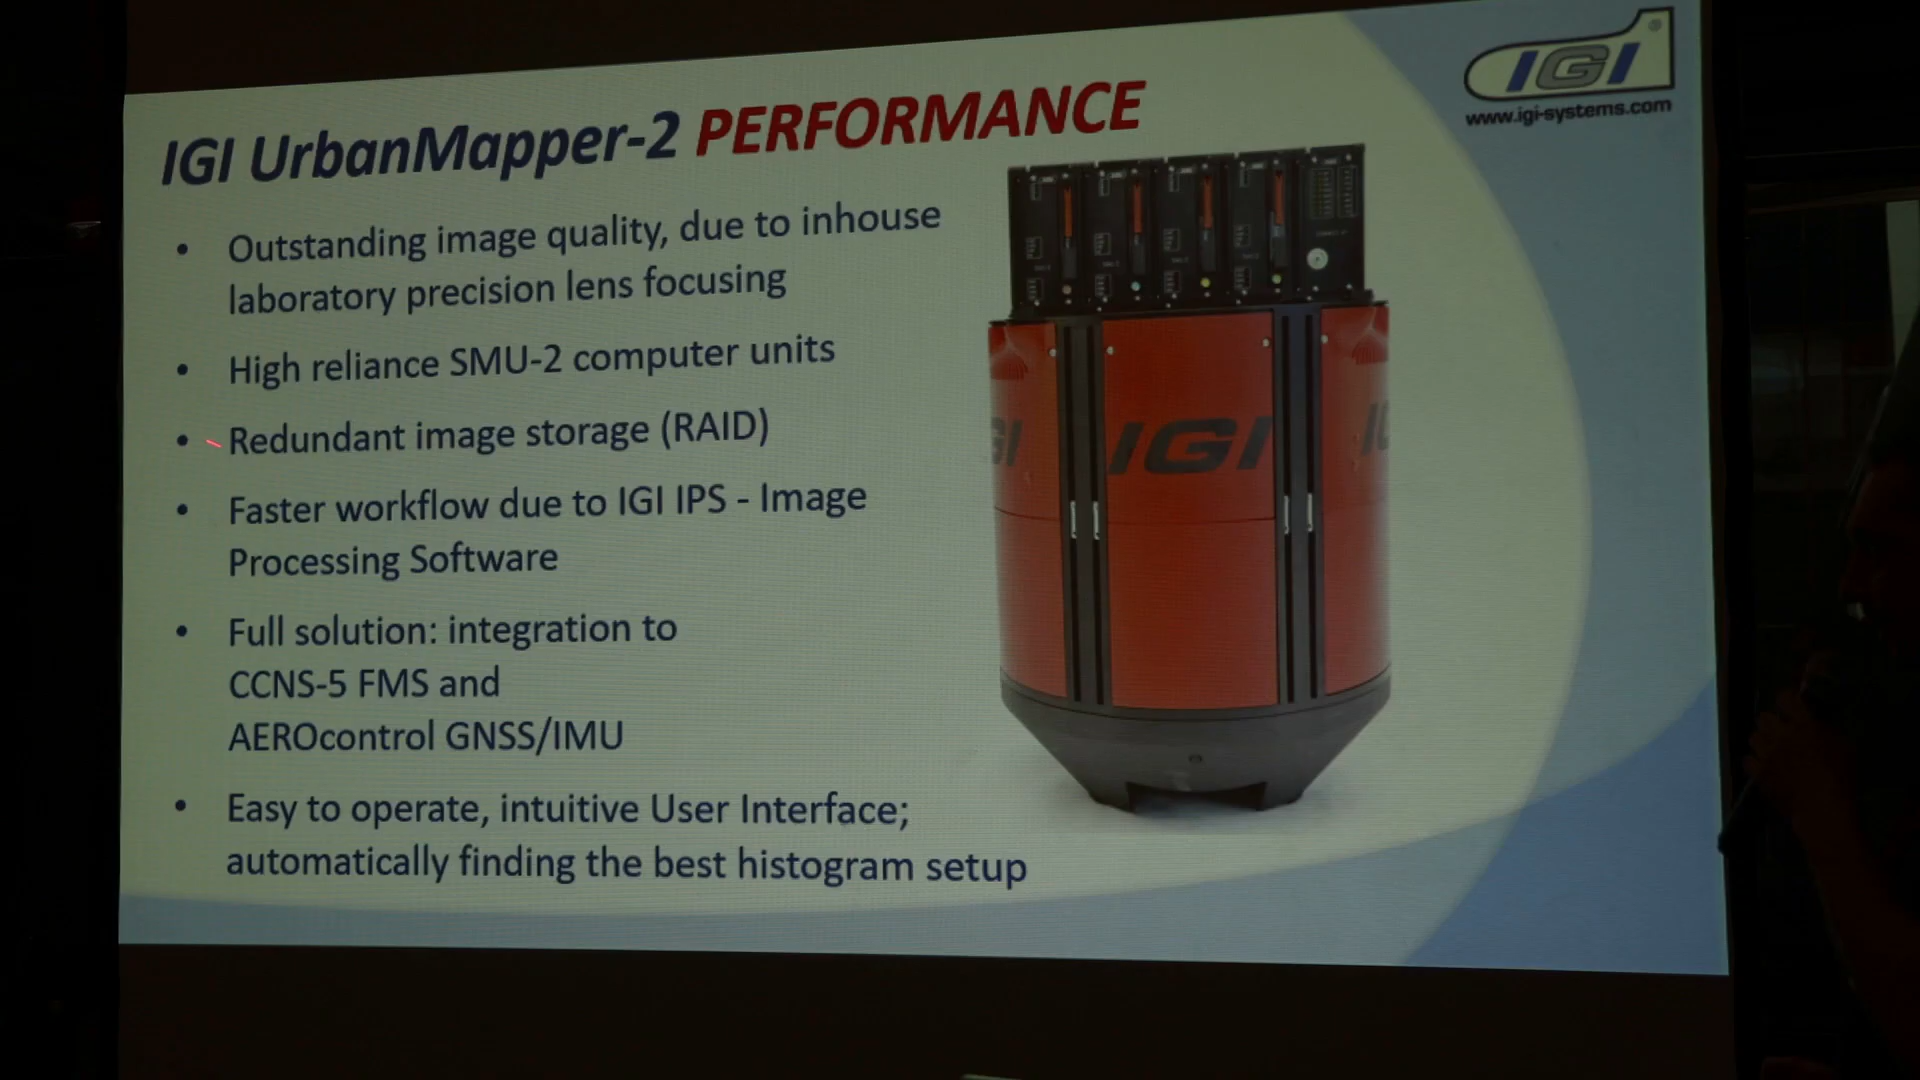 IGI
®
www.igi-systems.com
IGI UrbanMapper-2 PERFORMANCE
• Outstanding image quality, due to inhouse
laboratory precision lens focusing
• High reliance SMU-2 computer units
• Redundant image storage (RAID)
• Faster workflow due to IGI IPS - Image
Processing Software
• Full solution: integration to
CCNS-5 FMS and
AEROcontrol GNSS/IMU
• Easy to operate, intuitive User Interface;
automatically finding the best histogram setup
GI
IGI
IG